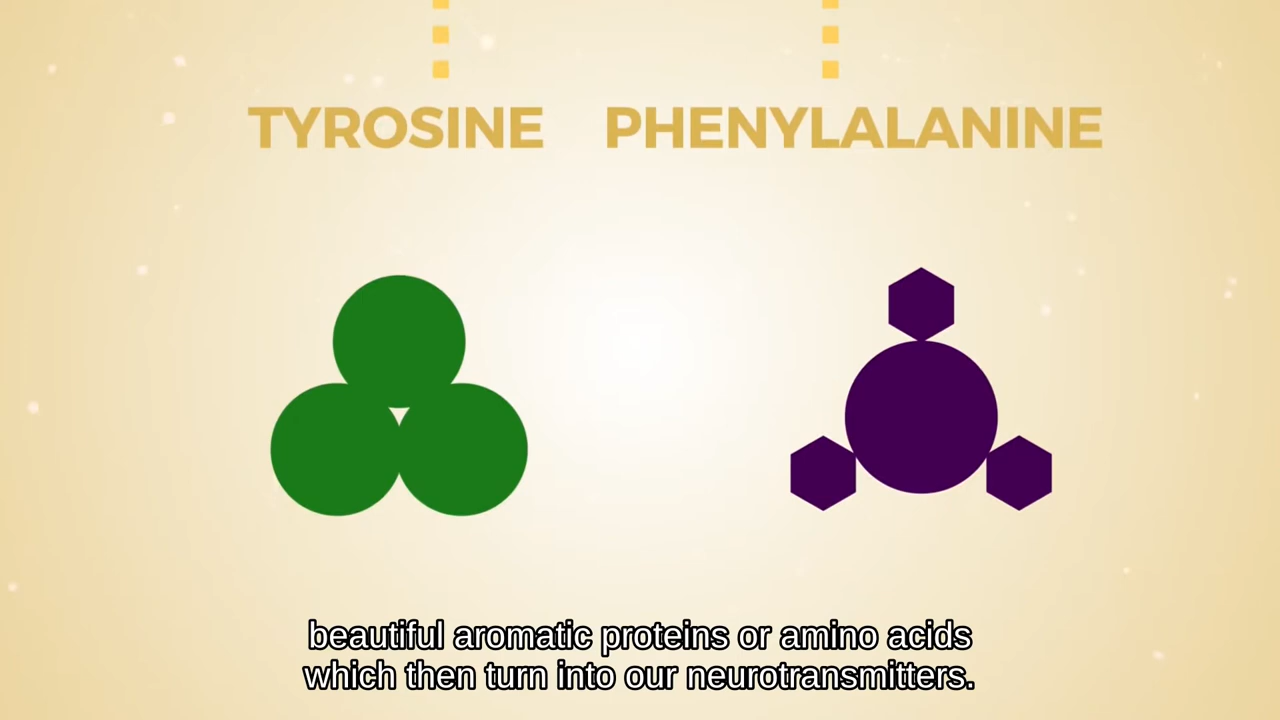 TYROSINE PHENYLALANINE
beautiful aromatic proteins or amino acids
which then turn into our neurotransmitters.